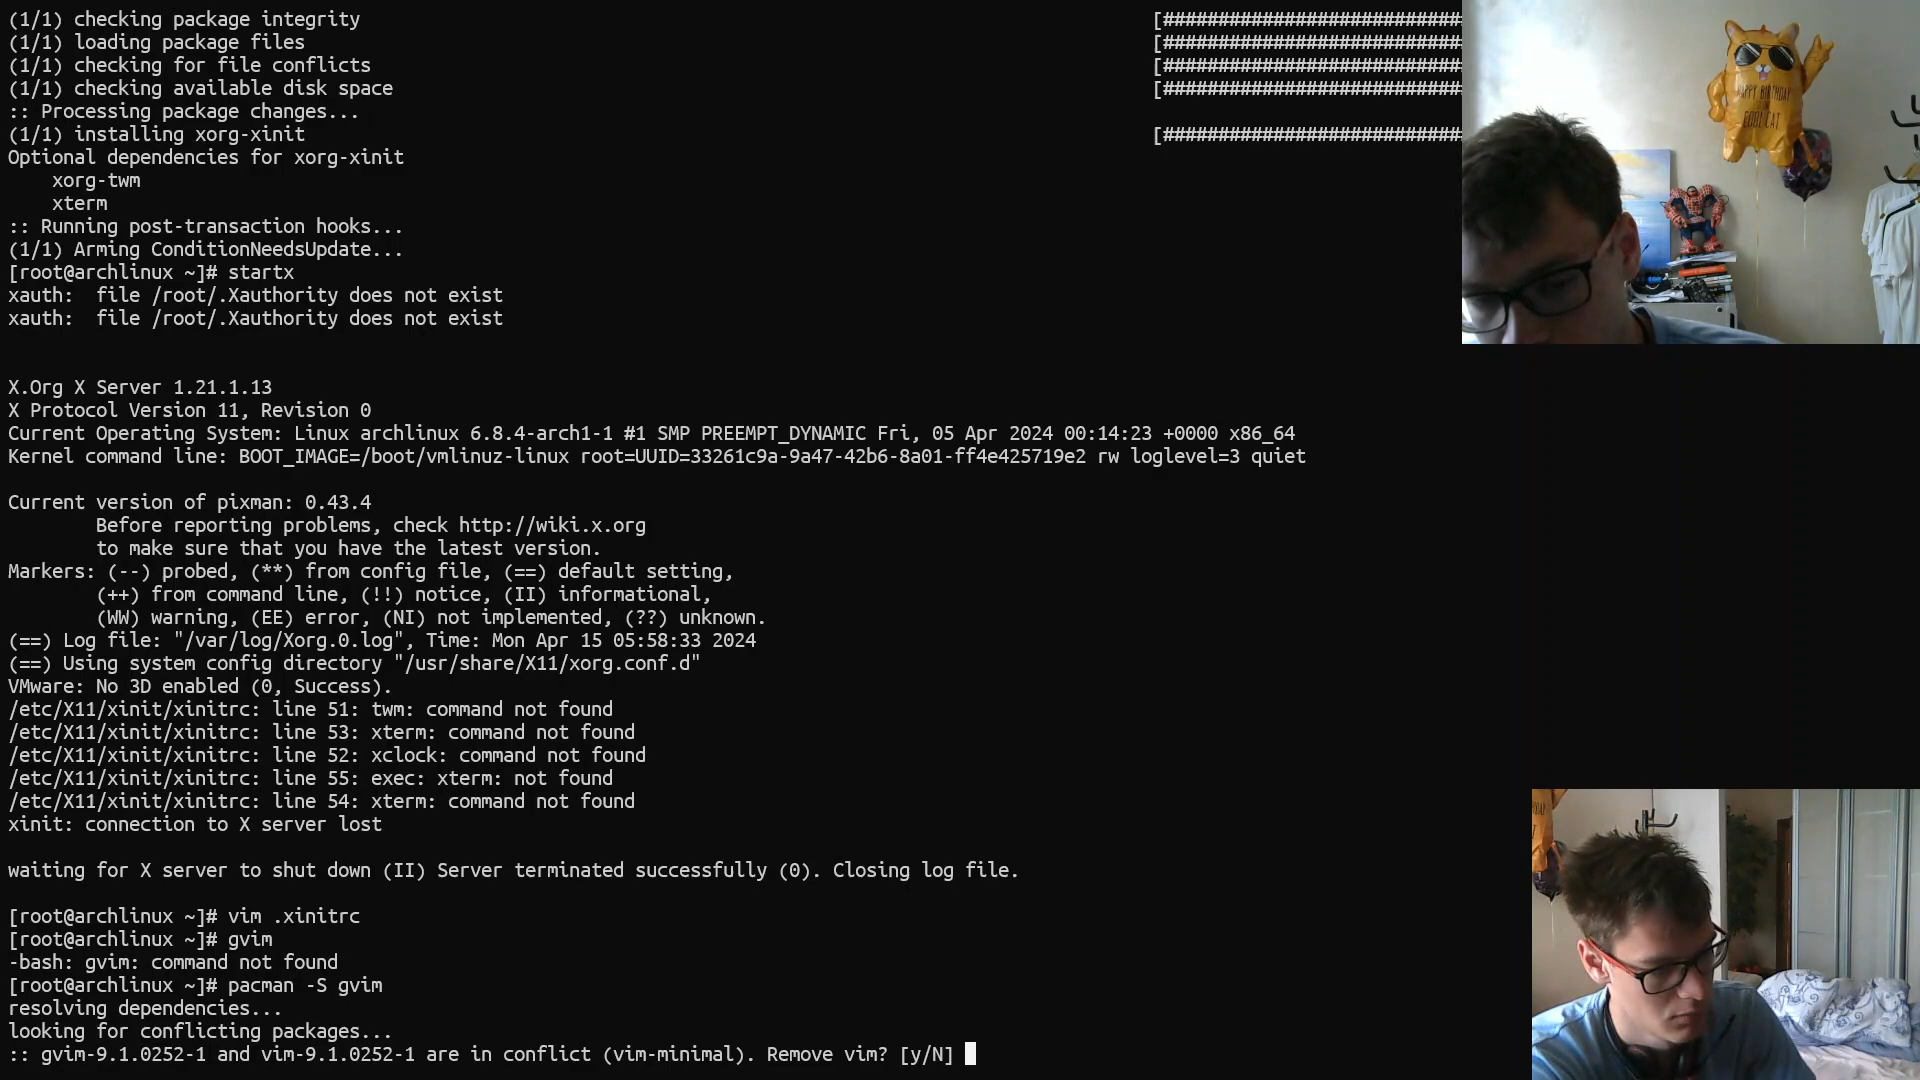 (1/1) checking package integrity [############################
(1/1) loading package files [############################
(1/1) checking for file conflicts [############################
(1/1) checking available disk space [############################
:: Processing package changes...
(1/1) installing xorg-xinit [############################
Optional dependencies for xorg-xinit
    xorg-twm
    xterm
:: Running post-transaction hooks...
(1/1) Arming ConditionNeedsUpdate...
[root@archlinux ~]# startx
xauth:  file /root/.Xauthority does not exist
xauth:  file /root/.Xauthority does not exist
X.Org X Server 1.21.1.13
X Protocol Version 11, Revision 0
Current Operating System: Linux archlinux 6.8.4-arch1-1 #1 SMP PREEMPT_DYNAMIC Fri, 05 Apr 2024 00:14:23 +0000 x86_64
Kernel command line: BOOT_IMAGE=/boot/vmlinuz-linux root=UUID=33261c9a-9a47-42b6-8a01-ff4e425719e2 rw loglevel=3 quiet
Current version of pixman: 0.43.4
        Before reporting problems, check http://wiki.x.org
        to make sure that you have the latest version.
Markers: (--) probed, (**) from config file, (==) default setting,
        (++) from command line, (!!) notice, (II) informational,
        (WW) warning, (EE) error, (NI) not implemented, (??) unknown.
(==) Log file: "/var/log/Xorg.0.log", Time: Mon Apr 15 05:58:33 2024
(==) Using system config directory "/usr/share/X11/xorg.conf.d"
VMware: No 3D enabled (0, Success).
/etc/X11/xinit/xinitrc: line 51: twm: command not found
/etc/X11/xinit/xinitrc: line 53: xterm: command not found
/etc/X11/xinit/xinitrc: line 52: xclock: command not found
/etc/X11/xinit/xinitrc: line 55: exec: xterm: not found
/etc/X11/xinit/xinitrc: line 54: xterm: command not found
xinit: connection to X server lost
waiting for X server to shut down (II) Server terminated successfully (0). Closing log file.
[root@archlinux ~]# vim .xinitrc
[root@archlinux ~]# gvim
-bash: gvim: command not found
[root@archlinux ~]# pacman -S gvim
resolving dependencies...
looking for conflicting packages...
:: gvim-9.1.0252-1 and vim-9.1.0252-1 are in conflict (vim-minimal). Remove vim? [y/N]
HAPPY BIRTHDAY
COOL CAT